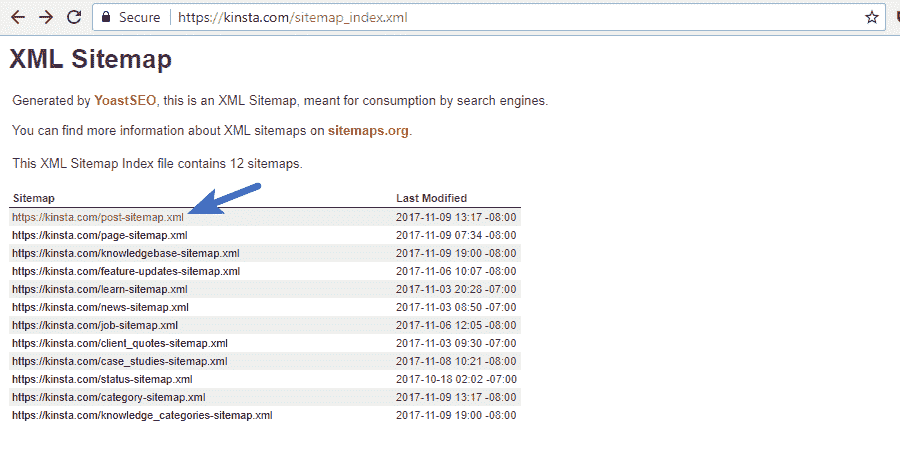 Secure https://kinsta.com/sitemap_index.xml
XML Sitemap
Generated by YoastSEO, this is an XML Sitemap, meant for consumption by search engines.
You can find more information about XML sitemaps on sitemaps.org.
This XML Sitemap Index file contains 12 sitemaps.
Sitemap Last Modified
https://kinsta.com/post-sitemap.xml 2017-11-09 13:17 -08:00
https://kinsta.com/page-sitemap.xml 2017-11-09 07:34 -08:00
https://kinsta.com/knowledgebase-sitemap.xml 2017-11-09 19:00 -08:00
https://kinsta.com/feature-updates-sitemap.xml 2017-11-06 10:07 -08:00
https://kinsta.com/learn-sitemap.xml 2017-11-03 20:28 -07:00
https://kinsta.com/news-sitemap.xml 2017-11-03 08:50 -07:00
https://kinsta.com/job-sitemap.xml 2017-11-06 12:05 -08:00
https://kinsta.com/client_quotes-sitemap.xml 2017-11-03 09:30 -07:00
https://kinsta.com/case_studies-sitemap.xml 2017-11-08 10:21 -08:00
https://kinsta.com/status-sitemap.xml 2017-10-18 02:02 -07:00
https://kinsta.com/category-sitemap.xml 2017-11-09 13:17 -08:00
https://kinsta.com/knowledge_categories-sitemap.xml 2017-11-09 19:00 -08:00